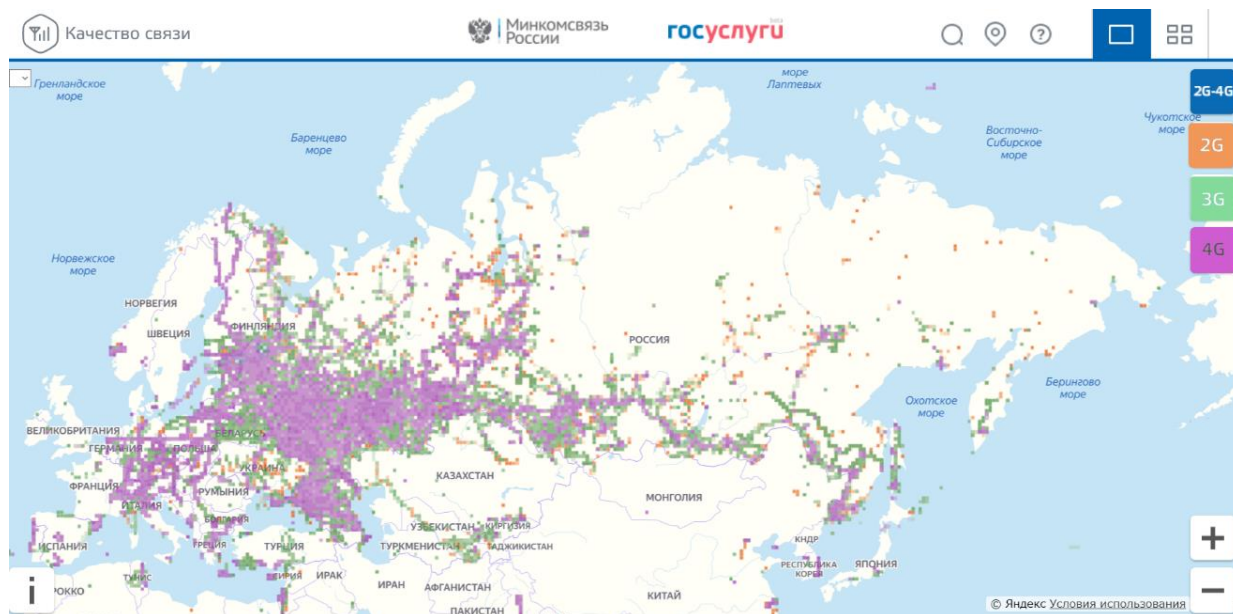 Качество связи
Минкомсвязь
России
госуслуги
beta
2G-4G
2G
3G
4G
Гренландское
море
море
Лаптевых
Чукотское
море
Баренцево
море
Восточно-
Сибирское
море
Норвежское
море
НОРВЕГИЯ
ШВЕЦИЯ
ФИНЛЯНДИЯ
РОССИЯ
Берингово
море
Охотское
море
ВЕЛИКОБРИТАНИЯ
БЕЛАРУСЬ
ГЕРМАНИЯ
ПОЛЬША
УКРАИНА
КАЗАХСТАН
ФРАНЦИЯ
РУМЫНИЯ
МОНГОЛИЯ
ИТАЛИЯ
БОЛГАРИЯ
УЗБЕКИСТАН
КИРГИЗИЯ
ИСПАНИЯ
ГРЕЦИЯ
ТУРЦИЯ
ТУРКМЕНИСТАН
ТАДЖИКИСТАН
КНДР
РЕСПУБЛИКА
КОРЕЯ
ЯПОНИЯ
ТУНИС
СИРИЯ
ИРАК
ИРАН
АФГАНИСТАН
КИТАЙ
РОККО
ПАКИСТАН
© Яндекс Условия использования